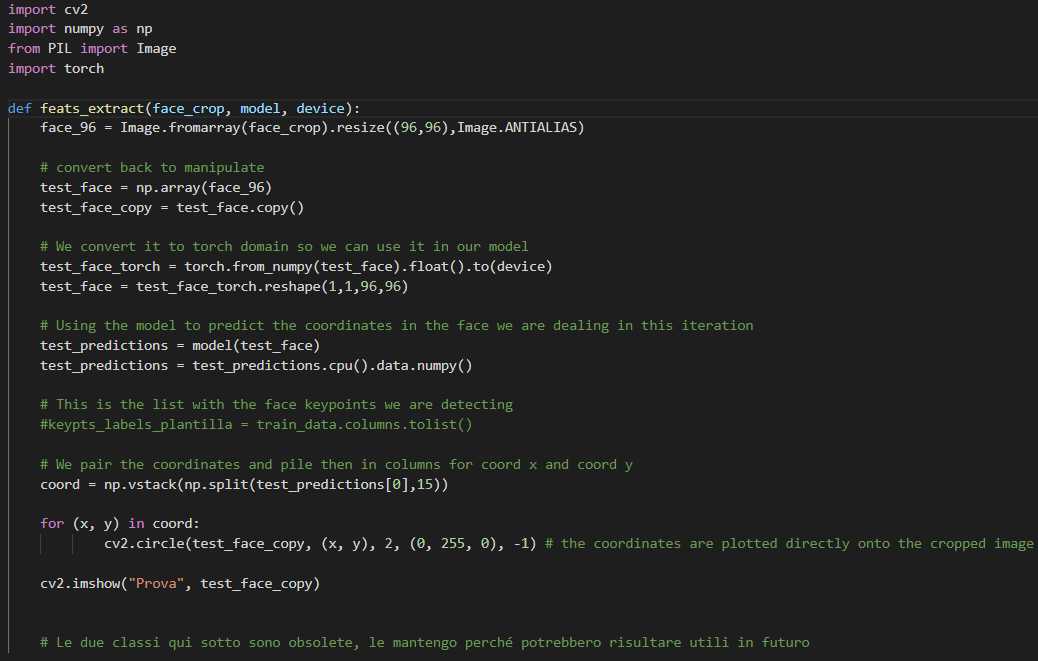 import cv2
import numpy as np
from PIL import Image
import torch
def feats_extract(face_crop, model, device):
face_96 = Image.fromarray(face_crop).resize((96,96),Image.ANTIALIAS)
# convert back to manipulate
test_face = np.array(face_96)
test_face_copy = test_face.copy()
# We convert it to torch domain so we can use it in our model
test_face_torch = torch.from_numpy(test_face).float().to(device)
test_face = test_face_torch.reshape(1,1,96,96)
# Using the model to predict the coordinates in the face we are dealing in this iteration
test_predictions = model(test_face)
test_predictions = test_predictions.cpu().data.numpy()
# This is the list with the face keypoints we are detecting
#keypts_labels_plantilla = train_data.columns.tolist()
# We pair the coordinates and pile then in columns for coord x and coord y
coord = np.vstack(np.split(test_predictions[0],15))
for (x, y) in coord:
cv2.circle(test_face_copy, (x, y), 2, (0, 255, 0), -1) # the coordinates are plotted directly onto the cropped image
cv2.imshow("Prova", test_face_copy)
# Le due classi qui sotto sono obsolete, le mantengo perché potrebbero risultare utili in futuro